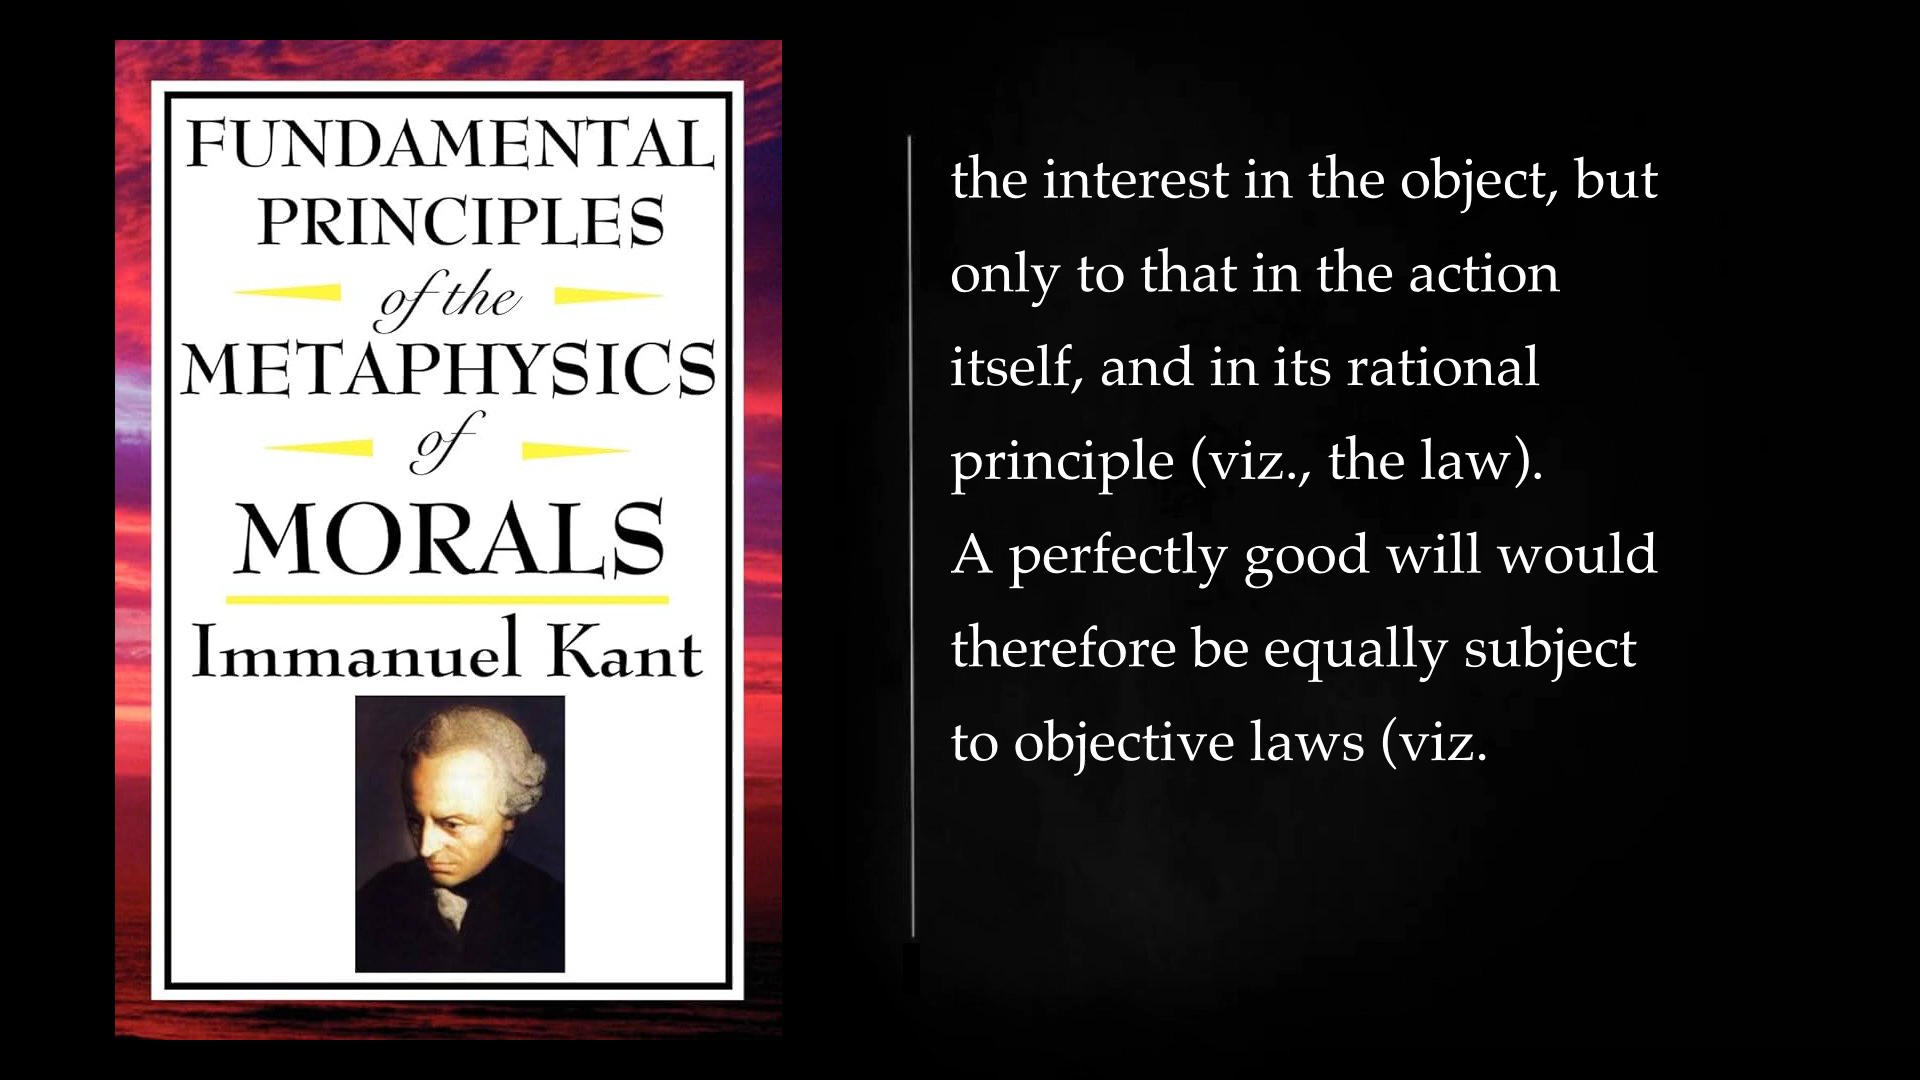 FUNDAMENTAL
PRINCIPLES
of the
METAPHYSICS
of
MORALS
Immanuel Kant
the interest in the object, but
only to that in the action
itself, and in its rational
principle (viz., the law).
A perfectly good will would
therefore be equally subject
to objective laws (viz.